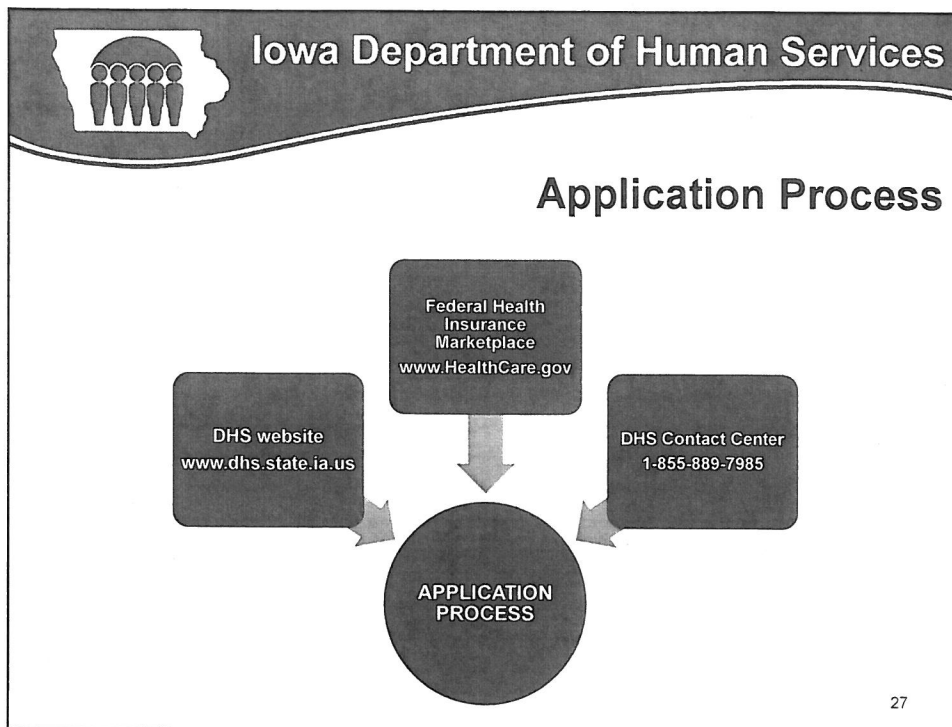 Iowa Department of Human Services
Application Process
Federal Health
Insurance
Marketplace
www.HealthCare.gov
DHS website
www.dhs.state.ia.us
DHS Contact Center
1-855-889-7985
APPLICATION
PROCESS
27